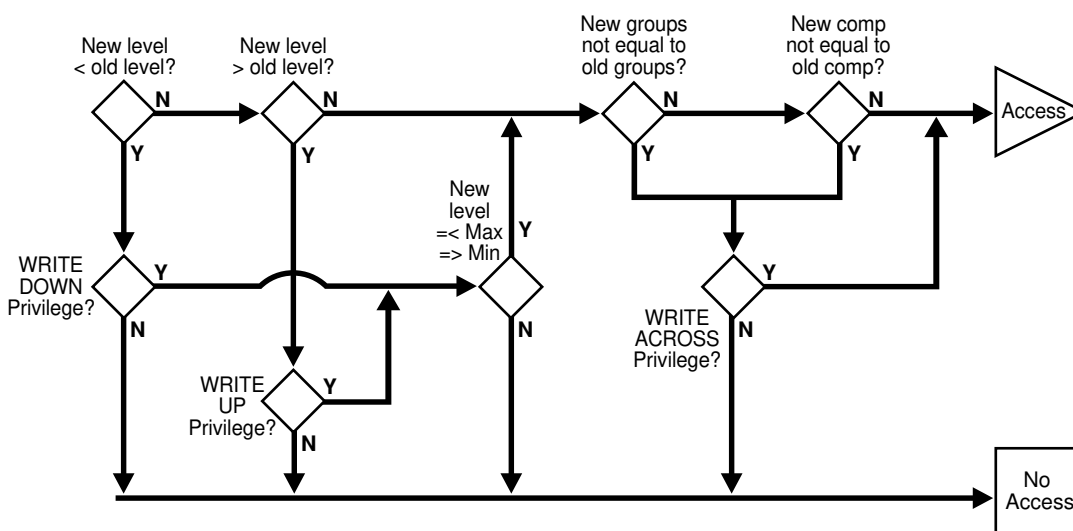 New level
< old level?
N
Y
New level
> old level?
N
Y
New groups
not equal to
old groups?
N
Y
New comp
not equal to
old comp?
N
Y
Access
New
level
=< Max
=> Min
Y
N
WRITE
DOWN
Privilege?
Y
N
WRITE
UP
Privilege?
Y
N
WRITE
ACROSS
Privilege?
Y
N
No
Access